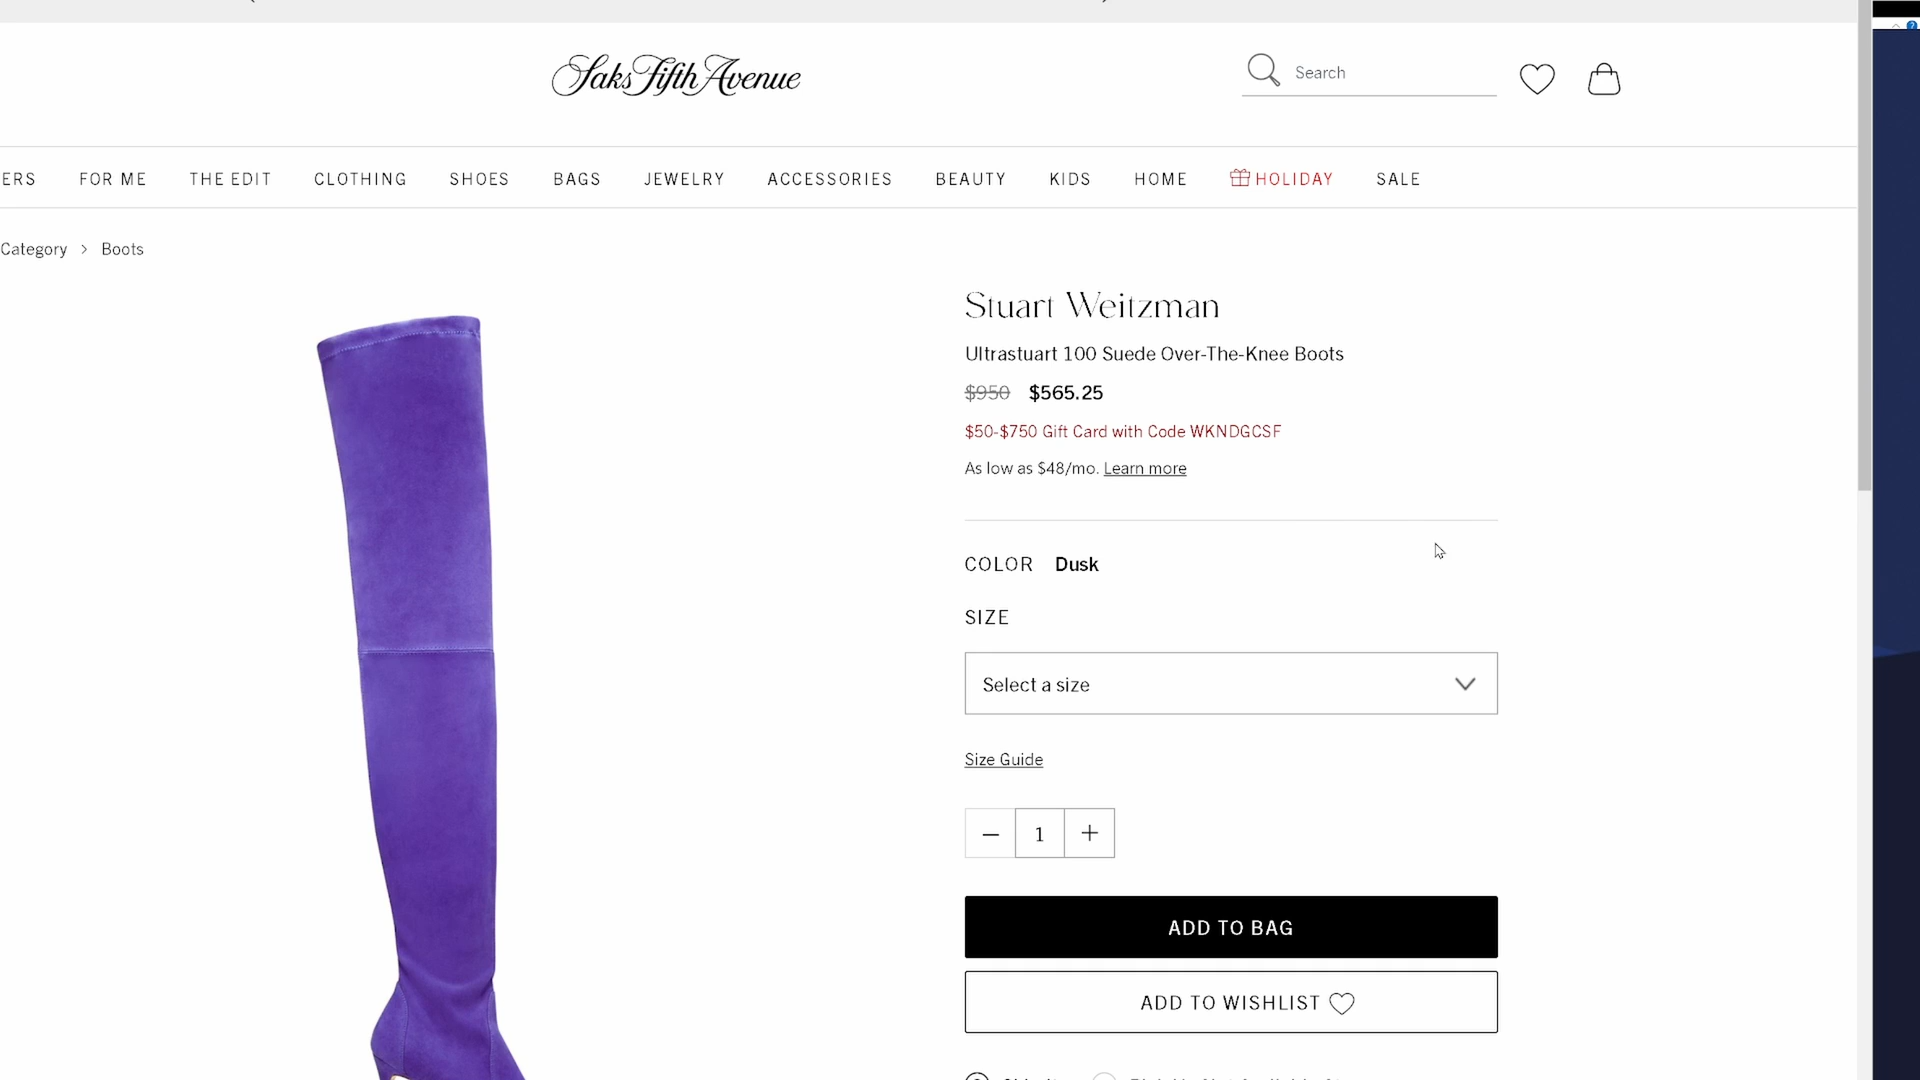 Saks Fifth Avenue
Search
ERS FOR ME THE EDIT CLOTHING SHOES BAGS JEWELRY ACCESSORIES BEAUTY KIDS HOME HOLIDAY SALE
Category > Boots
Stuart Weitzman
Ultrastuart 100 Suede Over-The-Knee Boots
$950 $565.25
$50-$750 Gift Card with Code WKNDGCSF
As low as $48/mo. Learn more
COLOR Dusk
SIZE
Select a size
Size Guide
− 1 +
ADD TO BAG
ADD TO WISHLIST